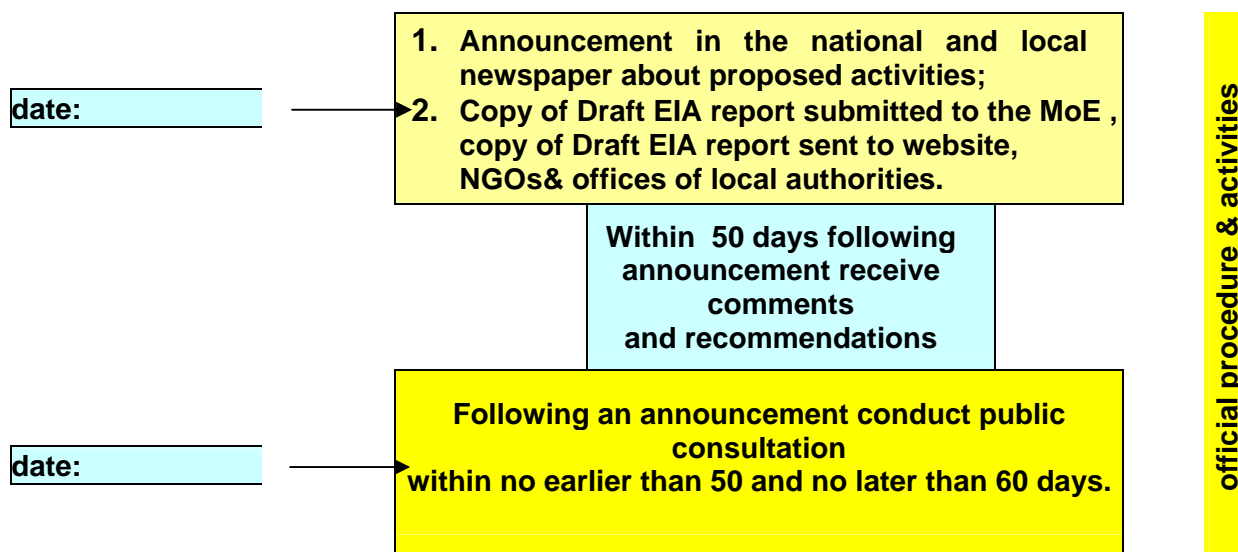 1. Announcement in the national and local
newspaper about proposed activities;
date:
2. Copy of Draft EIA report submitted to the MoE ,
copy of Draft EIA report sent to website,
NGOs& offices of local authorities.
Within 50 days following
announcement receive
comments
and recommendations
Following an announcement conduct public
consultation
date:
within no earlier than 50 and no later than 60 days.
official procedure & activities